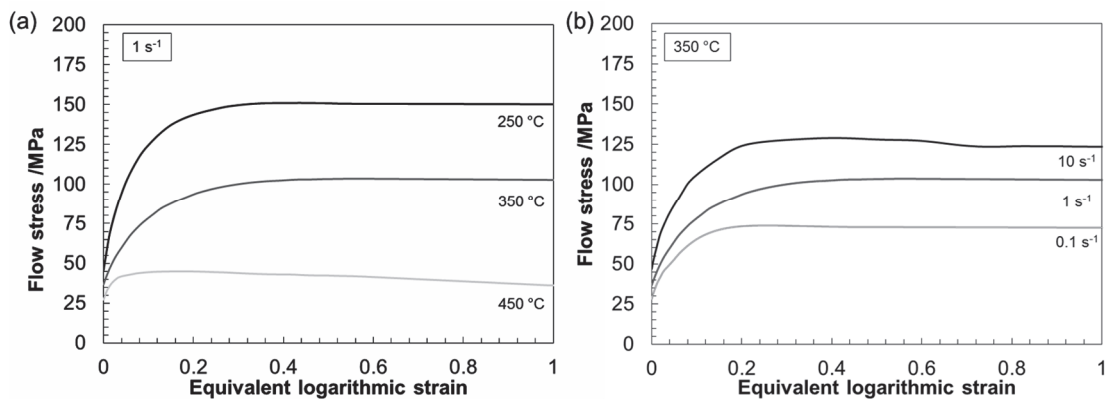 (a)
200
175
150
125
100
75
50
25
0
Flow stress /MPa
1 s⁻¹
250 °C
350 °C
450 °C
0 0.2 0.4 0.6 0.8 1
Equivalent logarithmic strain
(b)
200
175
150
125
100
75
50
25
0
Flow stress /MPa
350 °C
10 s⁻¹
1 s⁻¹
0.1 s⁻¹
0 0.2 0.4 0.6 0.8 1
Equivalent logarithmic strain